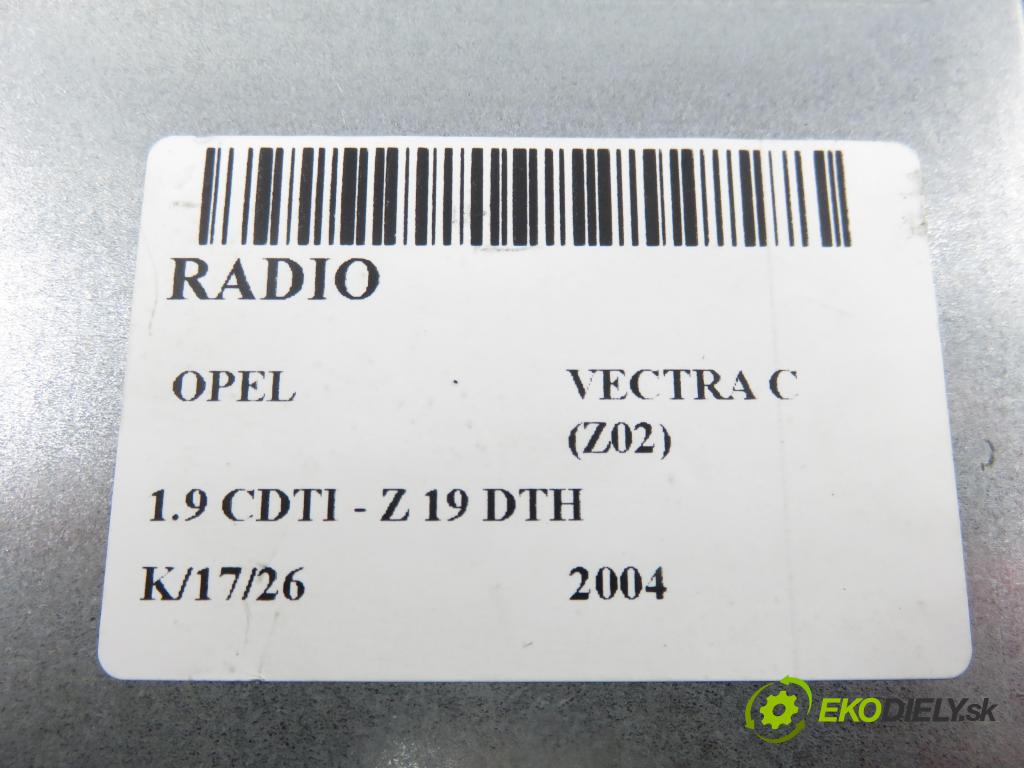 RADIO
OPEL VECTRA C
(Z02)
1.9 CDTI - Z 19 DTH
K/17/26 2004
EKODIELY.sk